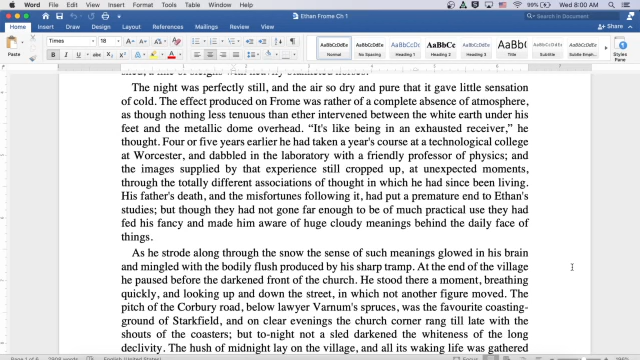 99%
Wed 8:00 AM
Ethan Frome Ch 1
Search in Document
Home Insert Draw Design Layout References Mailings Review View
Share
Times 18
Paste
AaBbCcDdEe AaBbCcDdEe AaBbCcDc AaBbCcDdEe AaBbC AaBbCcDdEe AaBbCcDdEe AaBbCcDdEe
Normal No Spacing Heading 1 Heading 2 Title Subtitle Subtle Emph...
Styles Pane
The night was perfectly still, and the air so dry and pure that it gave little sensation
of cold. The effect produced on Frome was rather of a complete absence of atmosphere,
as though nothing less tenuous than ether intervened between the white earth under his
feet and the metallic dome overhead. “It's like being in an exhausted receiver,” he
thought. Four or five years earlier he had taken a year's course at a technological college
at Worcester, and dabbled in the laboratory with a friendly professor of physics; and
the images supplied by that experience still cropped up, at unexpected moments,
through the totally different associations of thought in which he had since been living.
His father's death, and the misfortunes following it, had put a premature end to Ethan's
studies; but though they had not gone far enough to be of much practical use they had
fed his fancy and made him aware of huge cloudy meanings behind the daily face of
things.
As he strode along through the snow the sense of such meanings glowed in his brain
and mingled with the bodily flush produced by his sharp tramp. At the end of the village
he paused before the darkened front of the church. He stood there a moment, breathing
quickly, and looking up and down the street, in which not another figure moved. The
pitch of the Corbury road, below lawyer Varnum's spruces, was the favourite coasting-
ground of Starkfield, and on clear evenings the church corner rang till late with the
shouts of the coasters; but to-night not a sled darkened the whiteness of the long
declivity. The hush of midnight lay on the village, and all its waking life was gathered
English (United States)
Focus